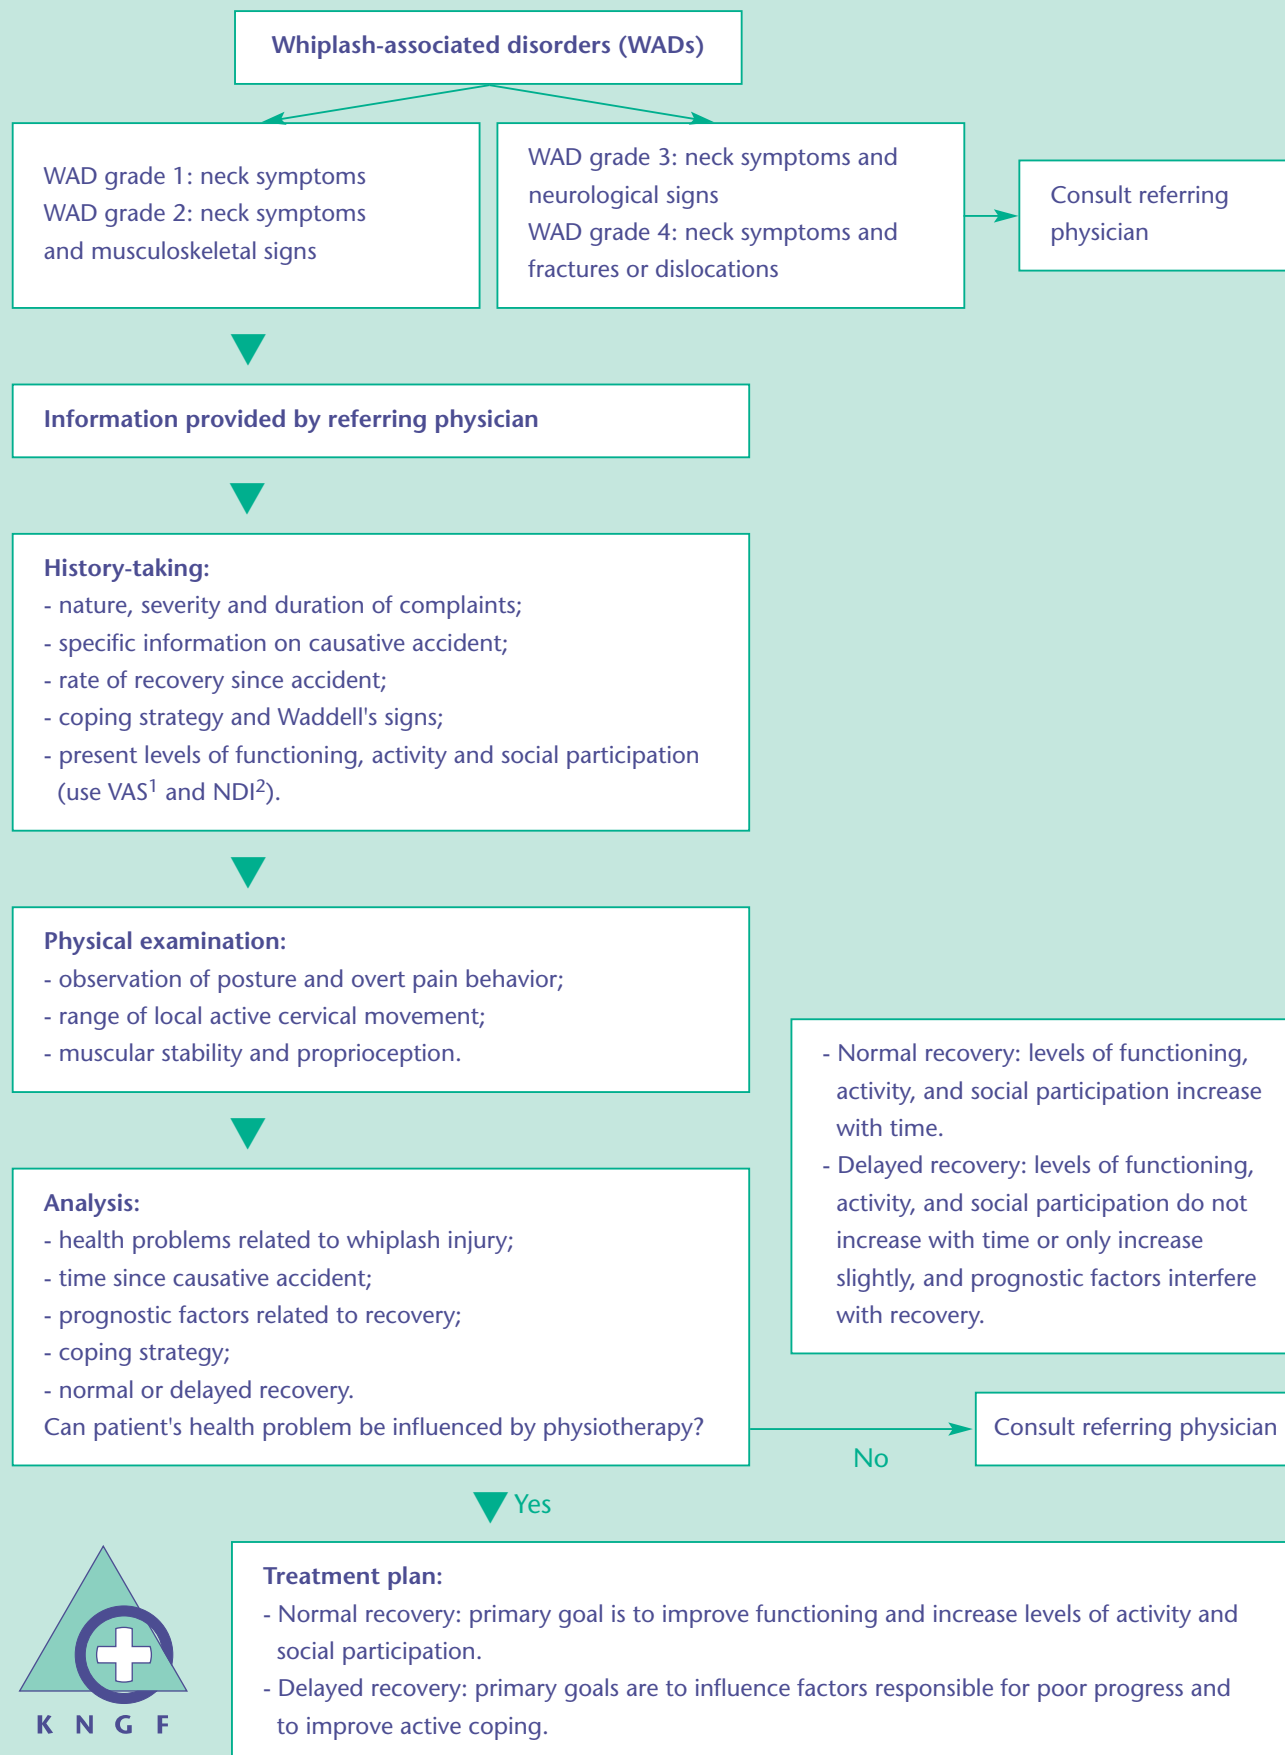 Whiplash-associated disorders (WADs)
WAD grade 1: neck symptoms
WAD grade 2: neck symptoms
and musculoskeletal signs
WAD grade 3: neck symptoms and
neurological signs
WAD grade 4: neck symptoms and
fractures or dislocations
Consult referring
physician
Information provided by referring physician
History-taking:
- nature, severity and duration of complaints;
- specific information on causative accident;
- rate of recovery since accident;
- coping strategy and Waddell's signs;
- present levels of functioning, activity and social participation
(use VAS¹ and NDI²).
Physical examination:
- observation of posture and overt pain behavior;
- range of local active cervical movement;
- muscular stability and proprioception.
- Normal recovery: levels of functioning,
activity, and social participation increase
with time.
- Delayed recovery: levels of functioning,
activity, and social participation do not
increase with time or only increase
slightly, and prognostic factors interfere
with recovery.
Analysis:
- health problems related to whiplash injury;
- time since causative accident;
- prognostic factors related to recovery;
- coping strategy;
- normal or delayed recovery.
Can patient's health problem be influenced by physiotherapy?
No
Consult referring physician
Yes
Treatment plan:
- Normal recovery: primary goal is to improve functioning and increase levels of activity and
social participation.
- Delayed recovery: primary goals are to influence factors responsible for poor progress and
to improve active coping.
K N G F